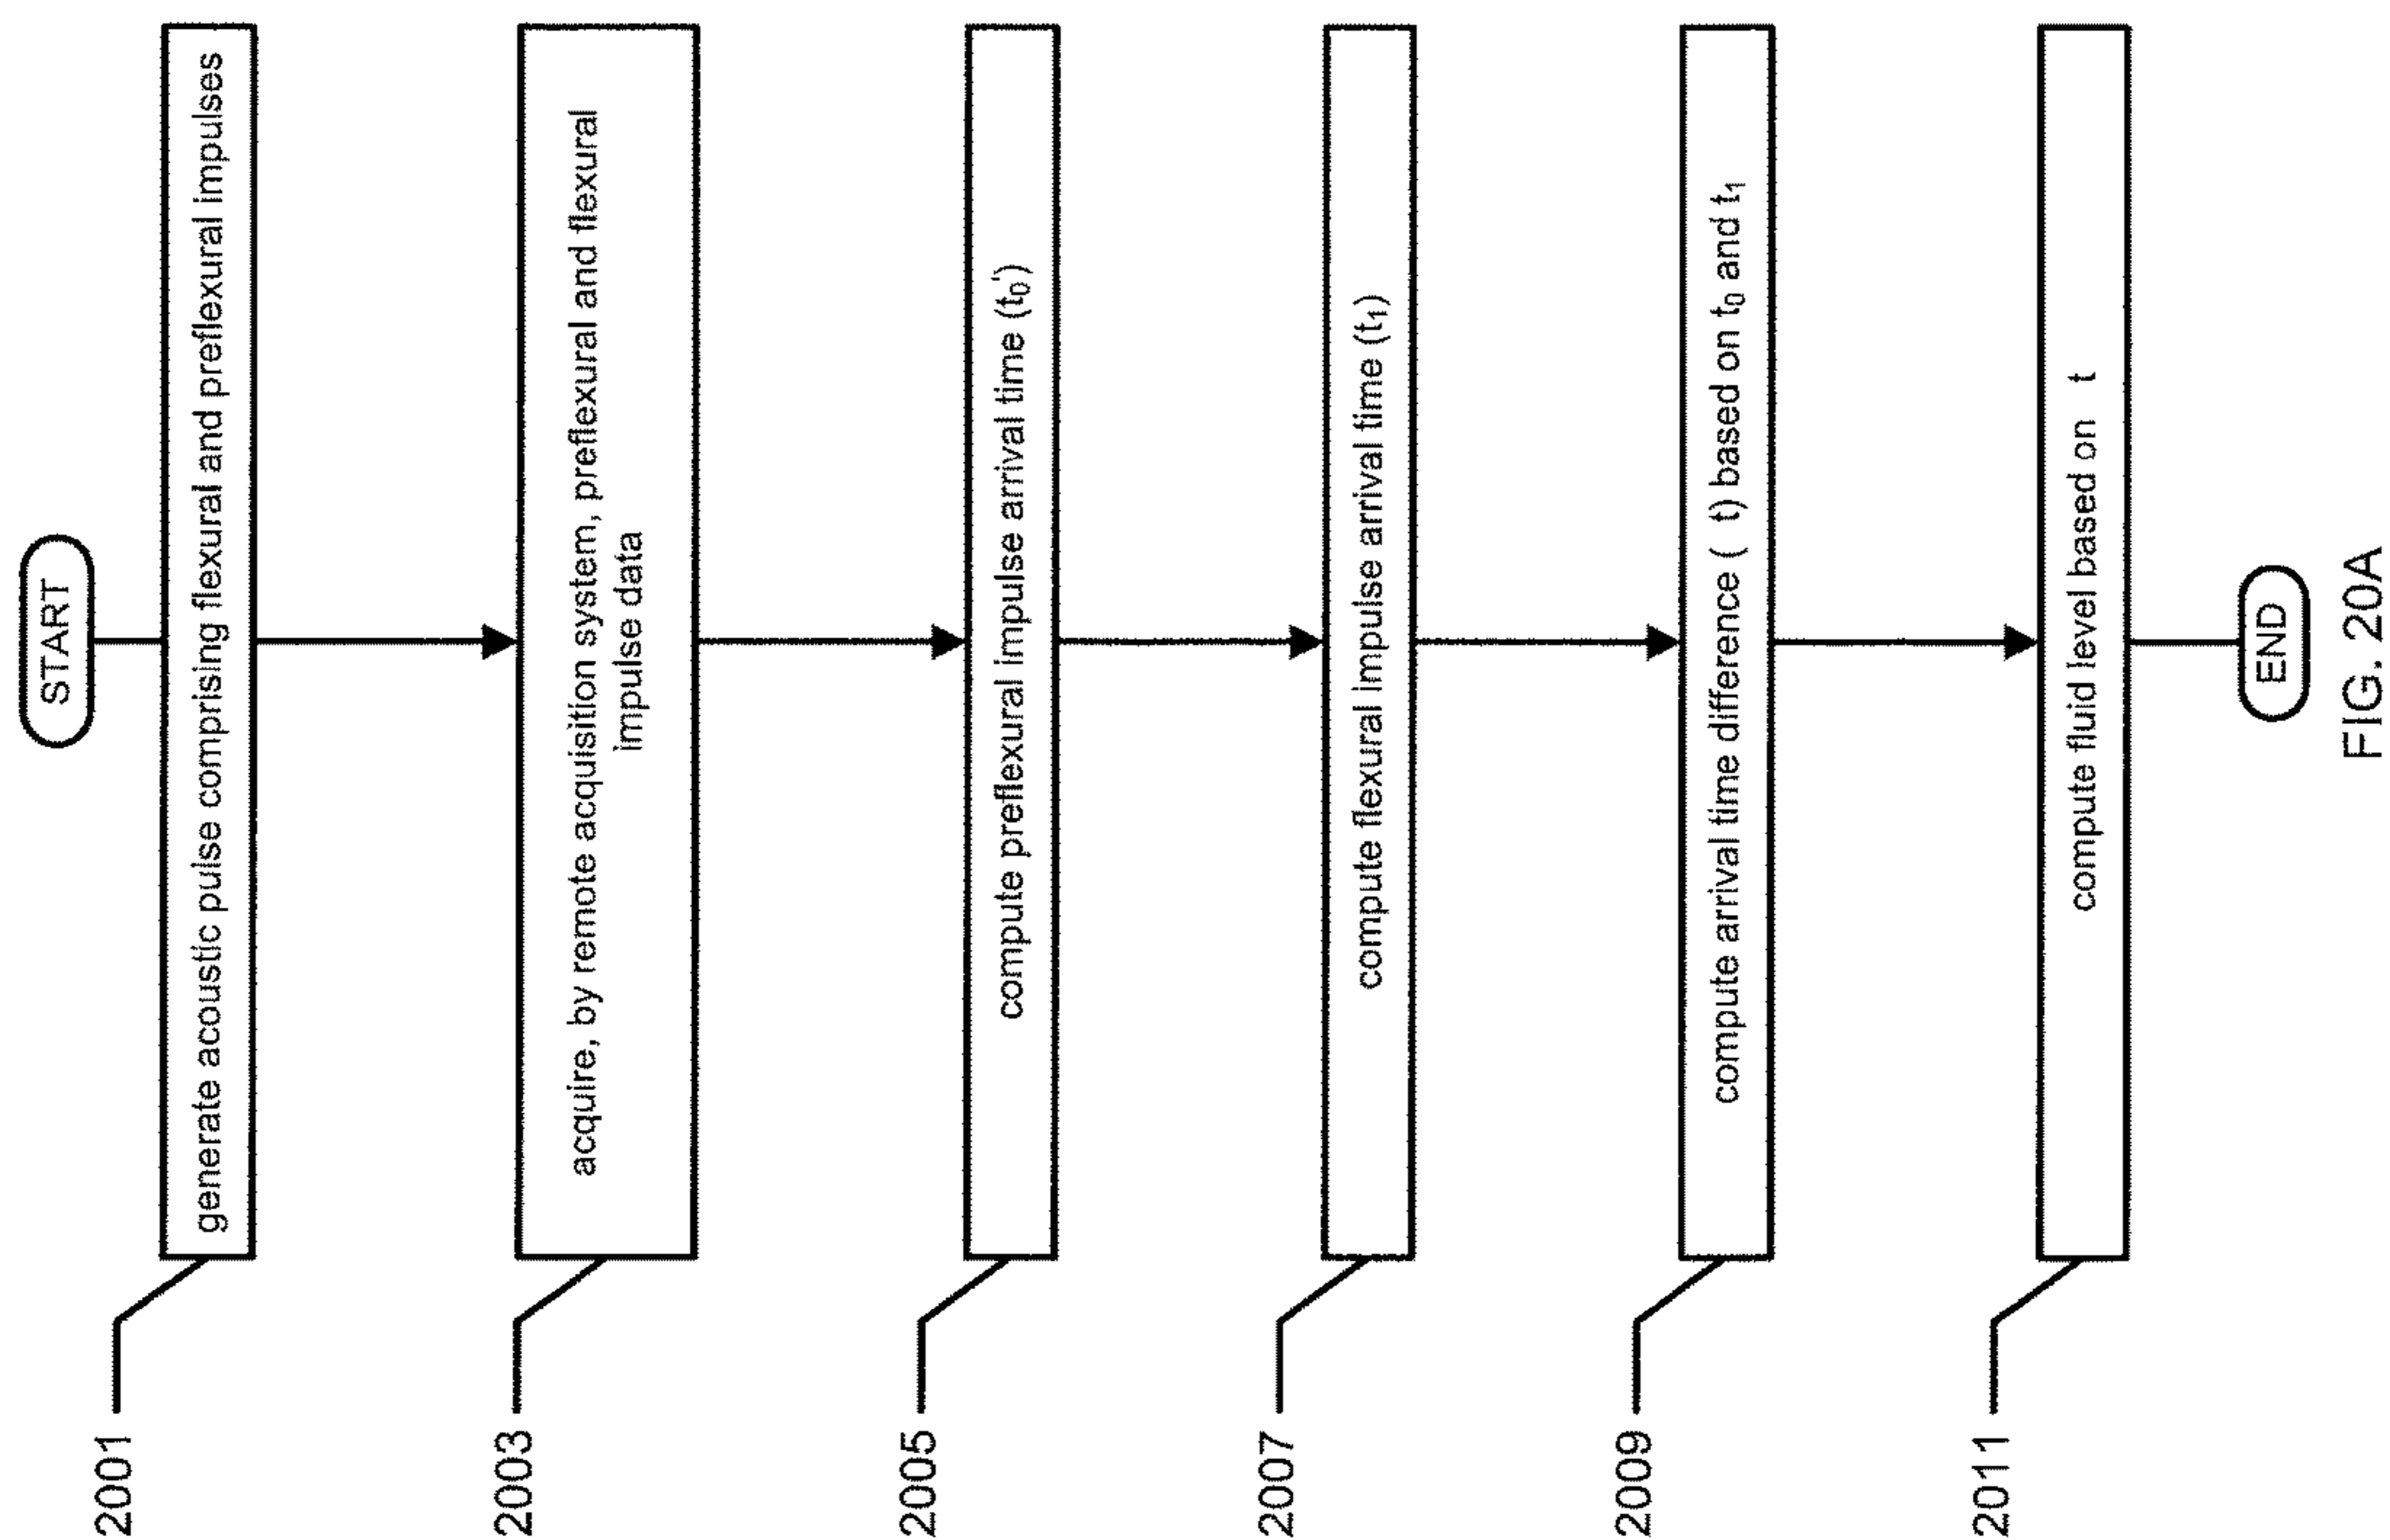 START
2001
generate acoustic pulse comprising flexural and preflexural impulses
2003
acquire, by remote acquisition system, preflexural and flexural
impulse data
2005
compute preflexural impulse arrival time (t₀')
2007
compute flexural impulse arrival time (t₁)
2009
compute arrival time difference (  t) based on t₀ and t₁
2011
compute fluid level based on   t
END
FIG. 20A